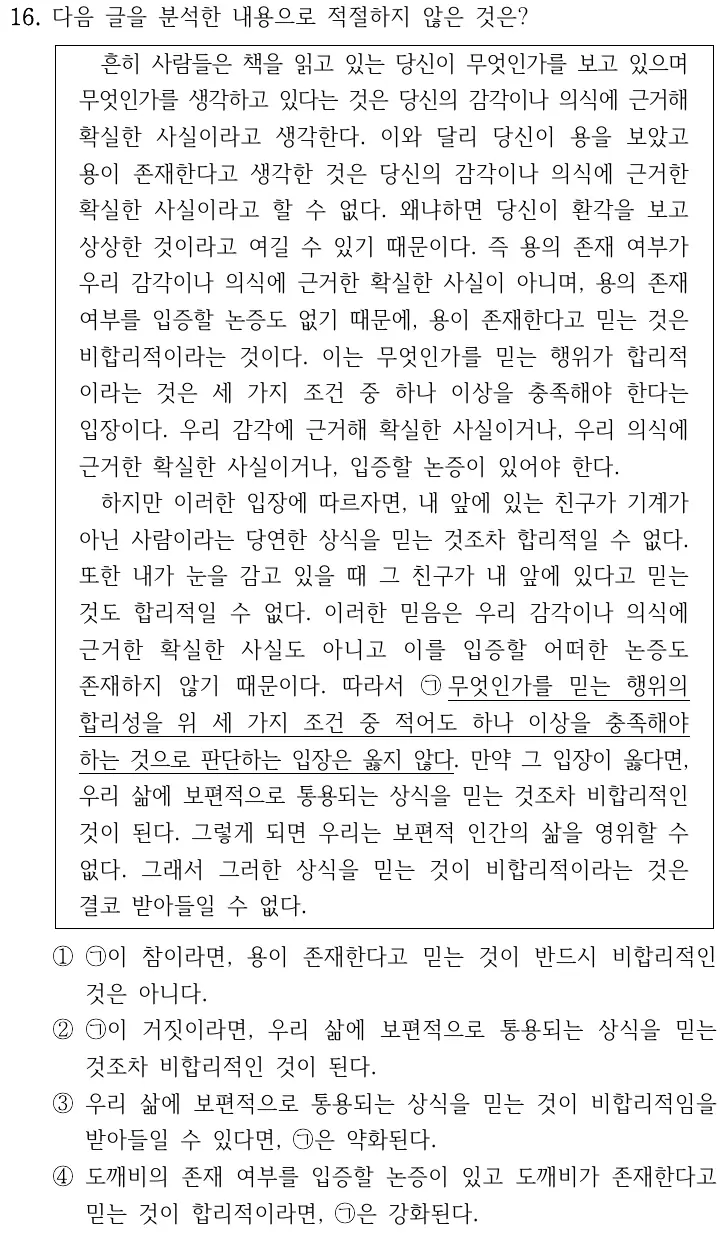 16. 다음 글을 분석한 내용으로 적절하지 않은 것은?
흔히 사람들은 책을 읽고 있는 당신이 무엇인가를 보고 있으며
무엇인가를 생각하고 있다는 것은 당신의 감각이나 의식에 근거해
확실한 사실이라고 생각한다. 이와 달리 당신이 용을 보았고
용이 존재한다고 생각한 것은 당신의 감각이나 의식에 근거한
확실한 사실이라고 할 수 없다. 왜냐하면 당신이 환각을 보고
상상한 것이라고 여길 수 있기 때문이다. 즉 용의 존재 여부가
우리 감각이나 의식에 근거한 확실한 사실이 아니며, 용의 존재
여부를 입증할 논증도 없기 때문에, 용이 존재한다고 믿는 것은
비합리적이라는 것이다. 이는 무엇인가를 믿는 행위가 합리적
이라는 것은 세 가지 조건 중 하나 이상을 충족해야 한다는
입장이다. 우리 감각에 근거해 확실한 사실이거나, 우리 의식에
근거한 확실한 사실이거나, 입증할 논증이 있어야 한다.
하지만 이러한 입장에 따르자면, 내 앞에 있는 친구가 기계가
아닌 사람이라는 당연한 상식을 믿는 것조차 합리적일 수 없다.
또한 내가 눈을 감고 있을 때 그 친구가 내 앞에 있다고 믿는
것도 합리적일 수 없다. 이러한 믿음은 우리 감각이나 의식에
근거한 확실한 사실도 아니고 이를 입증할 어떠한 논증도
존재하지 않기 때문이다. 따라서 ㉠무엇인가를 믿는 행위의
합리성을 위 세 가지 조건 중 적어도 하나 이상을 충족해야
하는 것으로 판단하는 입장은 옳지 않다. 만약 그 입장이 옳다면,
우리 삶에 보편적으로 통용되는 상식을 믿는 것조차 비합리적인
것이 된다. 그렇게 되면 우리는 보편적 인간의 삶을 영위할 수
없다. 그래서 그러한 상식을 믿는 것이 비합리적이라는 것은
결코 받아들일 수 없다.
① ㉠이 참이라면, 용이 존재한다고 믿는 것이 반드시 비합리적인
것은 아니다.
② ㉠이 거짓이라면, 우리 삶에 보편적으로 통용되는 상식을 믿는
것조차 비합리적인 것이 된다.
③ 우리 삶에 보편적으로 통용되는 상식을 믿는 것이 비합리적임을
받아들일 수 있다면, ㉠은 약화된다.
④ 도깨비의 존재 여부를 입증할 논증이 있고 도깨비가 존재한다고
믿는 것이 합리적이라면, ㉠은 강화된다.